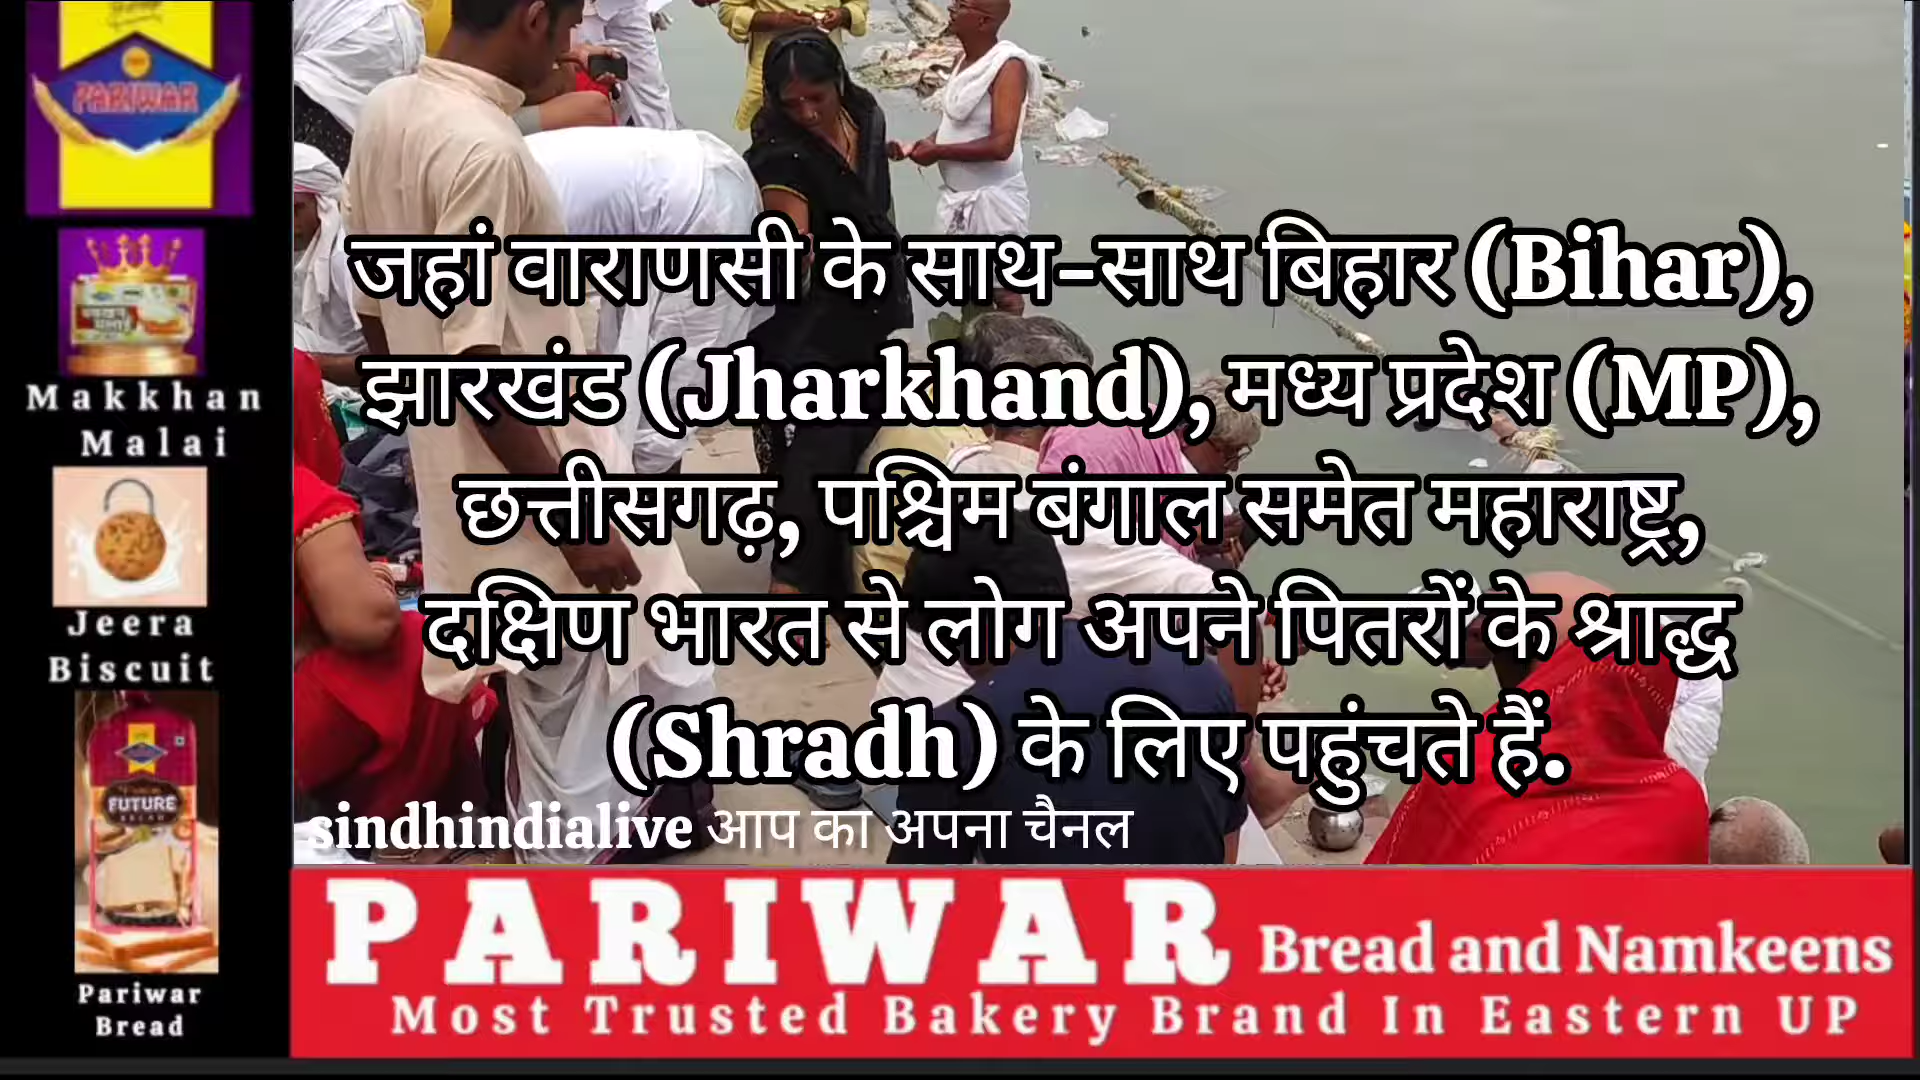 PARIWAR
Makkhan
Malai
Jeera
Biscuit
FUTURE
BREAD
Pariwar
Bread
जहां वाराणसी के साथ-साथ बिहार (Bihar),
झारखंड (Jharkhand), मध्य प्रदेश (MP),
छत्तीसगढ़, पश्चिम बंगाल समेत महाराष्ट्र,
दक्षिण भारत से लोग अपने पितरों के श्राद्ध
(Shradh) के लिए पहुंचते हैं.
sindhindialive आप का अपना चैनल
PARIWAR Bread and Namkeens
Most Trusted Bakery Brand In Eastern UP